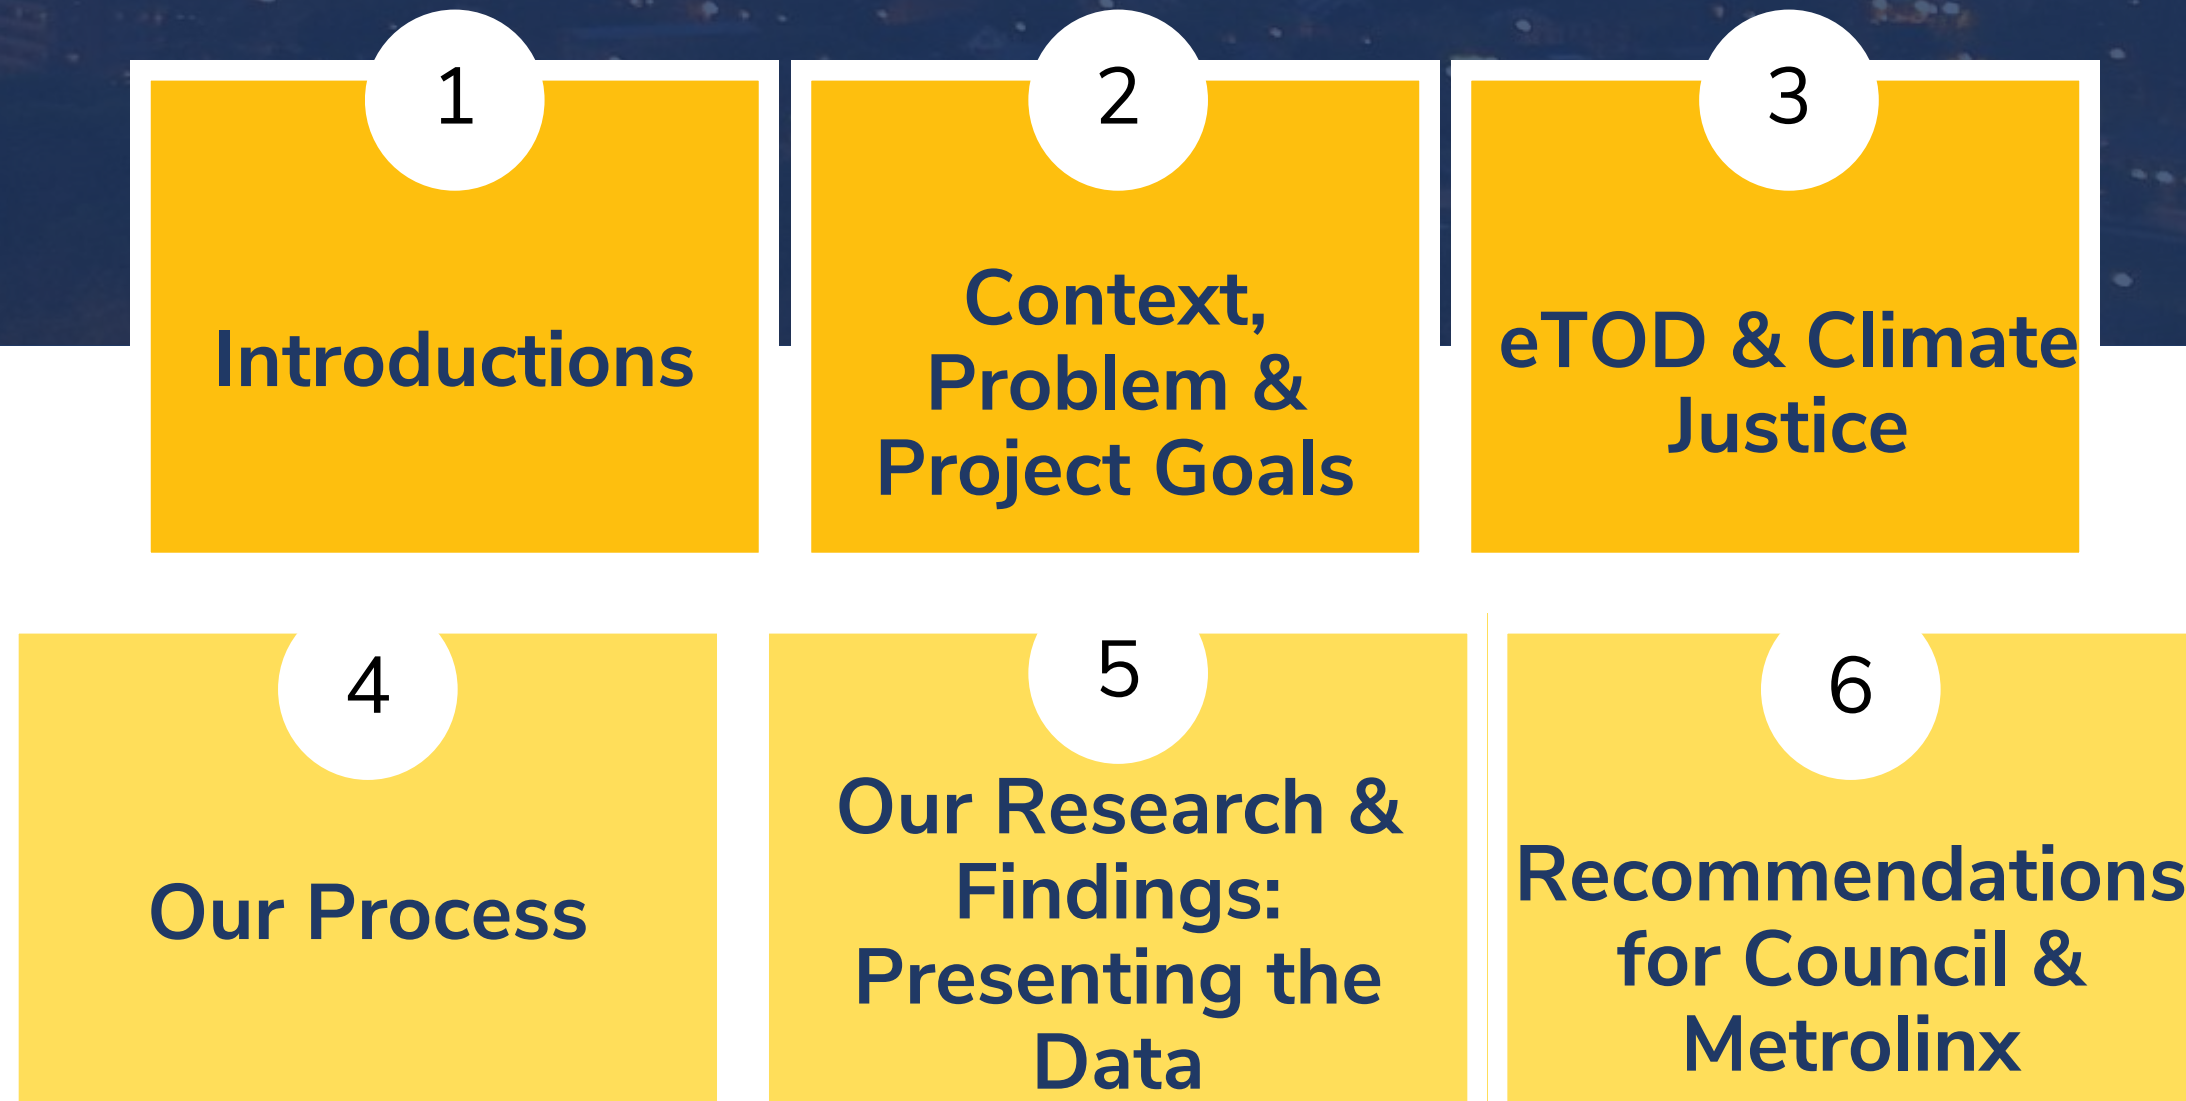 1
Introductions
2
Context,
Problem &
Project Goals
3
eTOD & Climate
Justice
4
Our Process
5
Our Research &
Findings:
Presenting the
Data
6
Recommendations
for Council &
Metrolinx